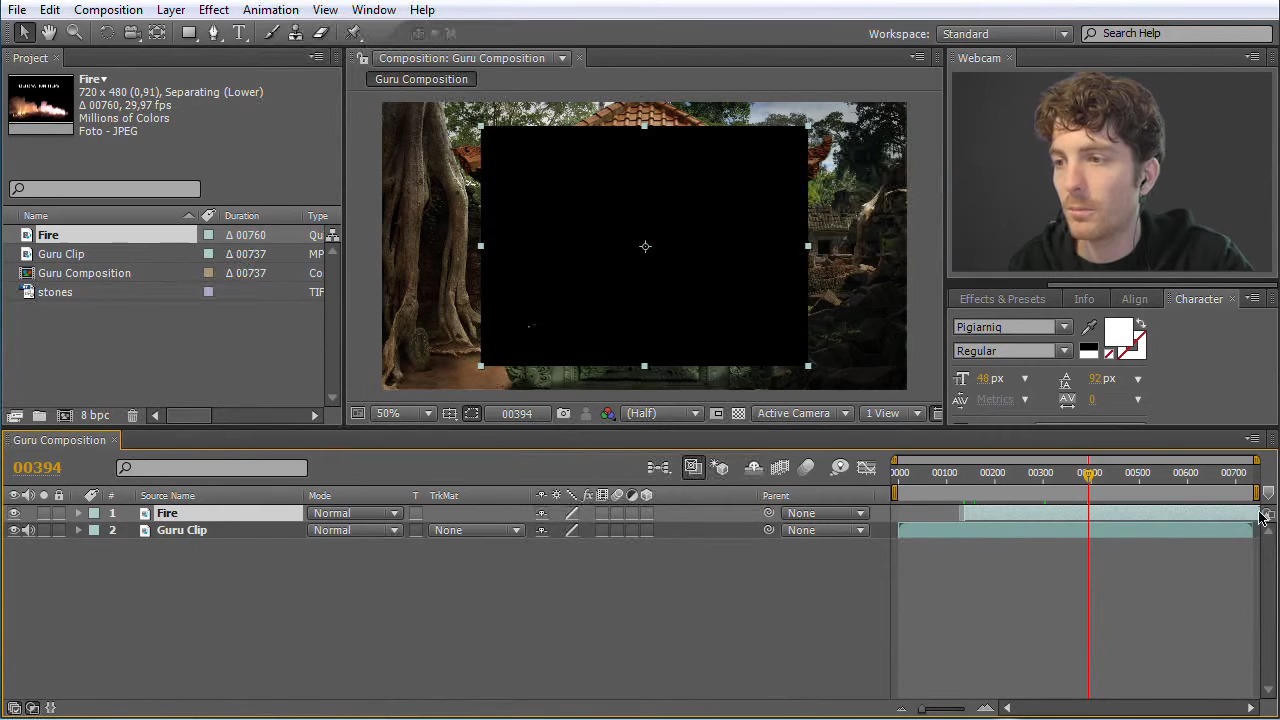 File Edit Composition Layer Effect Animation View Window Help
Workspace: Standard Search Help
Project × Composition: Guru Composition × Webcam ×
Guru Composition
Fire▾
720 x 480 (0,91), Separating (Lower)
Δ 00760, 29,97 fps
Millions of Colors
Foto - JPEG
Name Duration Type
Fire Δ 00760 Qu
Guru Clip Δ 00737 MP
Guru Composition Δ 00737 Co
stones TIF
Effects & Presets Info Align Character ×
Pigiarniq
Regular
48 px 92 px
Metrics 0
8 bpc 50% 00394 (Half) Active Camera 1 View
Guru Composition ×
00394
0000 00100 00200 00300 00400 00500 00600 00700
# Source Name Mode T TrkMat fx Parent
1 Fire Normal None
2 Guru Clip Normal None None